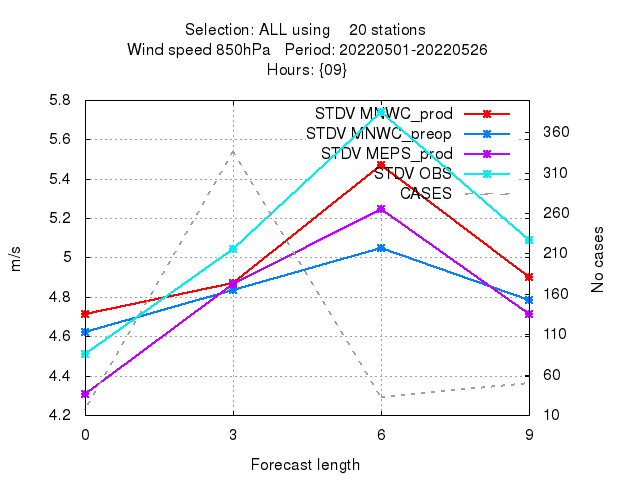 Selection: ALL using 20 stations
Wind speed 850hPa Period: 20220501-20220526
Hours: {09}
STDV MNWC_prod
STDV MNWC_preop
STDV MEPS_prod
STDV OBS
CASES
5.8
5.6
5.4
5.2
5
4.8
4.6
4.4
4.2
m/s
360
310
260
210
160
110
60
10
No cases
0 3 6 9
Forecast length